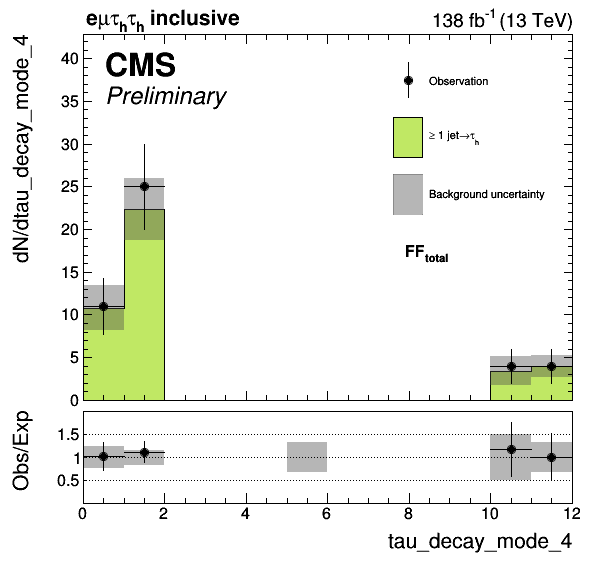 eμτhτh inclusive
138 fb⁻¹ (13 TeV)
CMS
Preliminary
Observation
≥ 1 jet→τh
Background uncertainty
FFtotal
dN/dtau_decay_mode_4
40
35
30
25
20
15
10
5
0
Obs/Exp
1.5
1
0.5
0 2 4 6 8 10 12
tau_decay_mode_4